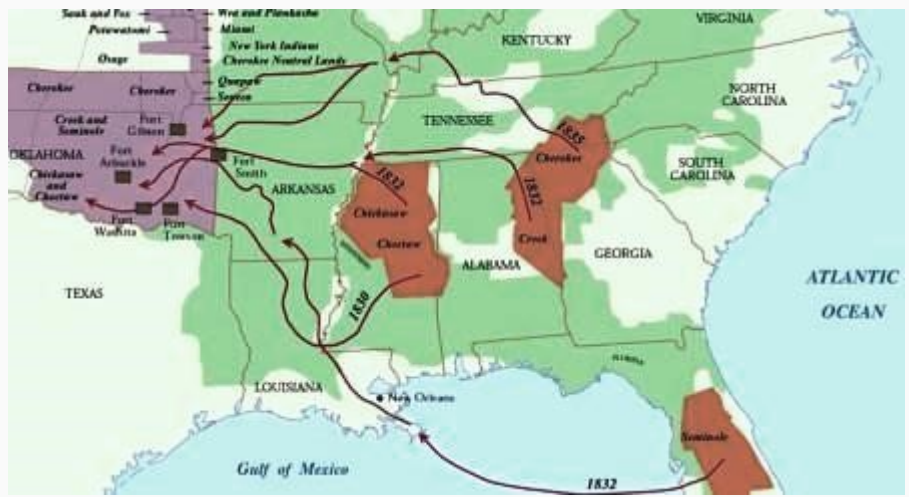 Sauk and Fox
Potawatomi
Osage
Wea and Piankasha
Miami
New York Indians
Cherokee Neutral Lands
Quapaw
Seneca
Cherokee
Cherokee
Creek and
Seminole
Fort
Gibson
OKLAHOMA
Fort
Arbuckle
Fort
Smith
Chickasaw
and
Choctaw
Fort
Washita
Fort
Towson
ARKANSAS
TEXAS
LOUISIANA
New Orleans
KENTUCKY
VIRGINIA
TENNESSEE
NORTH
CAROLINA
SOUTH
CAROLINA
GEORGIA
ALABAMA
1835
Cherokee
1832
Creek
1832
Chickasaw
Choctaw
1830
FLORIDA
Seminole
1832
Gulf of Mexico
ATLANTIC
OCEAN